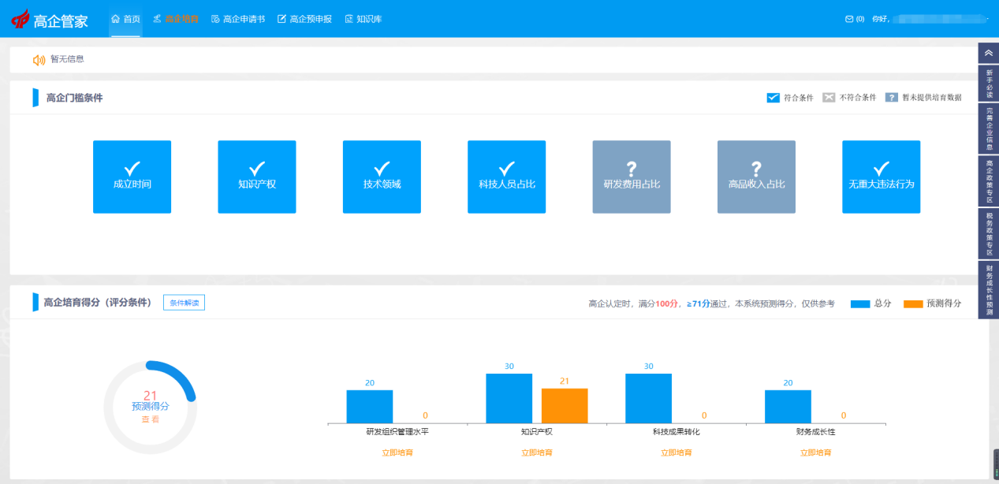 高企管家 首页 高企培育 高企申请书 高企预申报 知识库 (0) 你好,
暂无信息
高企门槛条件 符合条件 不符合条件 ? 暂未提供培育数据
? ?
成立时间 知识产权 技术领域 科技人员占比 研发费用占比 高品收入占比 无重大违法行为
高企培育得分（评分条件） 条件解读 高企认定时，满分100分，≥71分通过，本系统预测得分，仅供参考 总分 预测得分
21
预测得分
查 看
20 0 30 21 30 0 20 0
研发组织管理水平 知识产权 科技成果转化 财务成长性
立即培育 立即培育 立即培育 立即培育
新手必读
完善企业信息
高企政策专区
税务政策专区
财务成长性预测